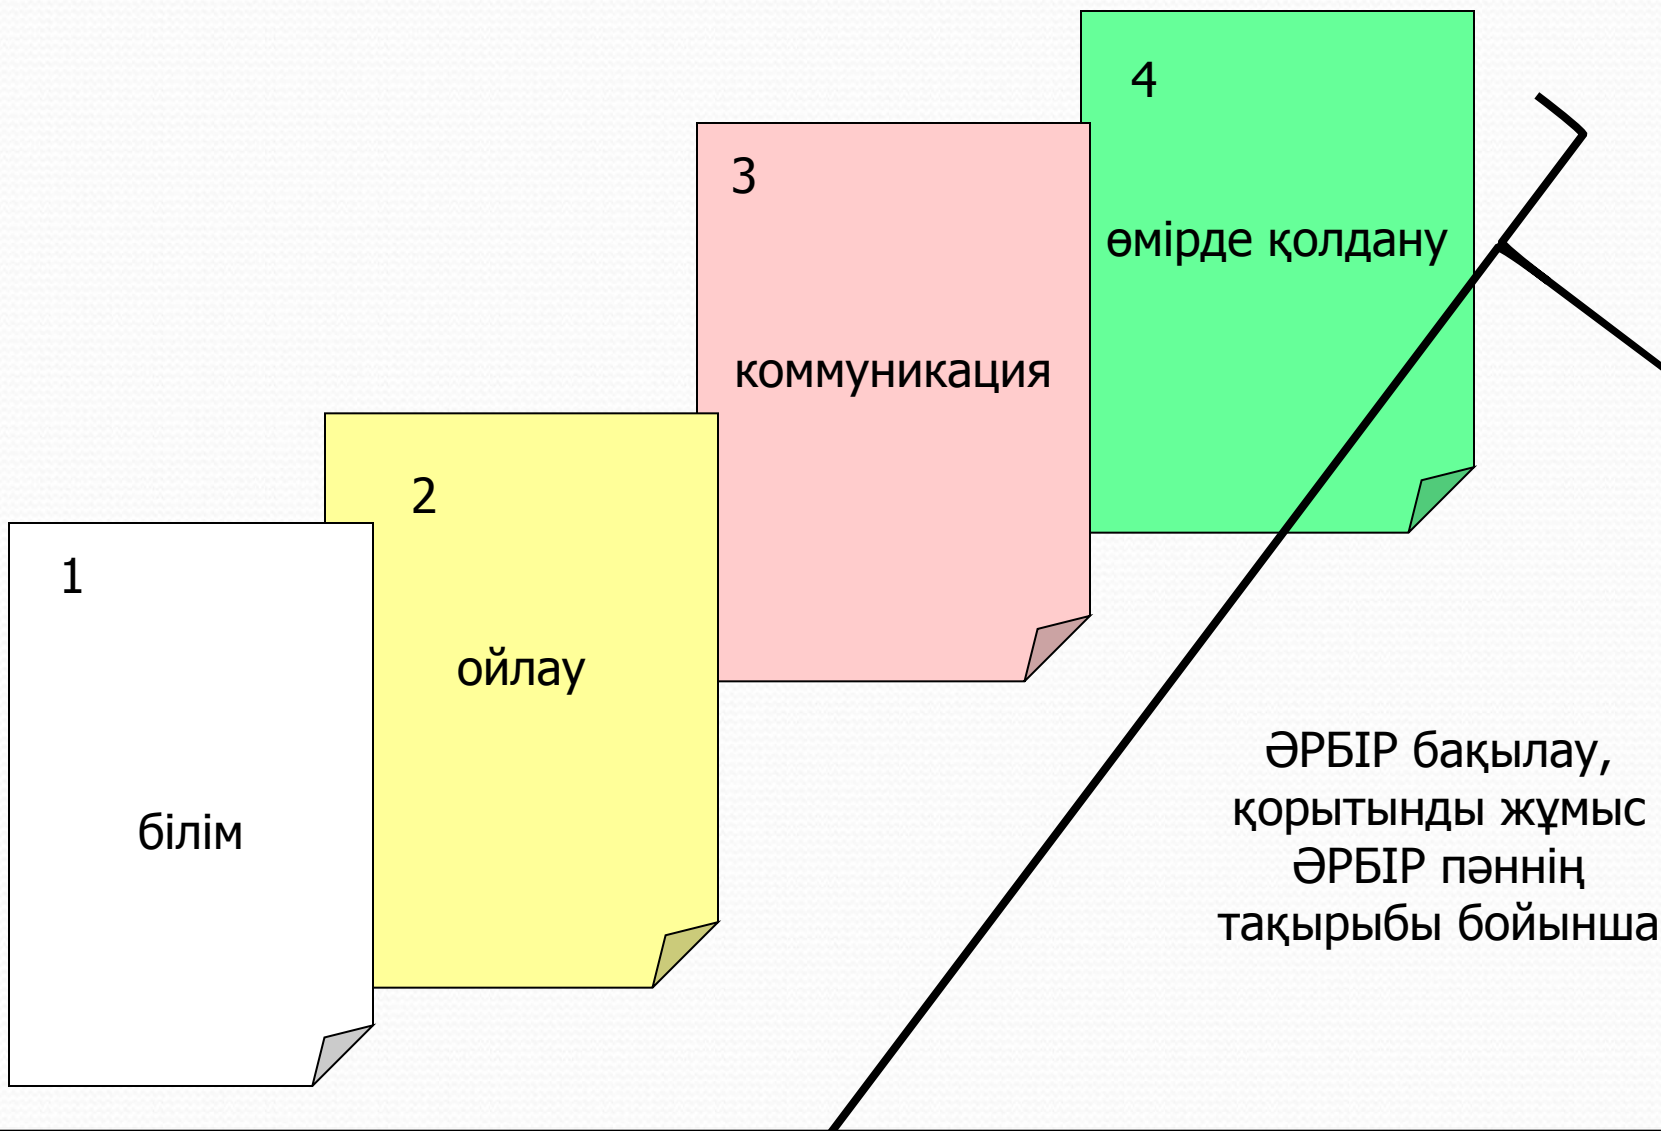 1
білім
2
ойлау
3
коммуникация
4
өмірде қолдану
ӘРБІР бақылау,
қорытынды жұмыс
ӘРБІР пәннің
тақырыбы бойынша